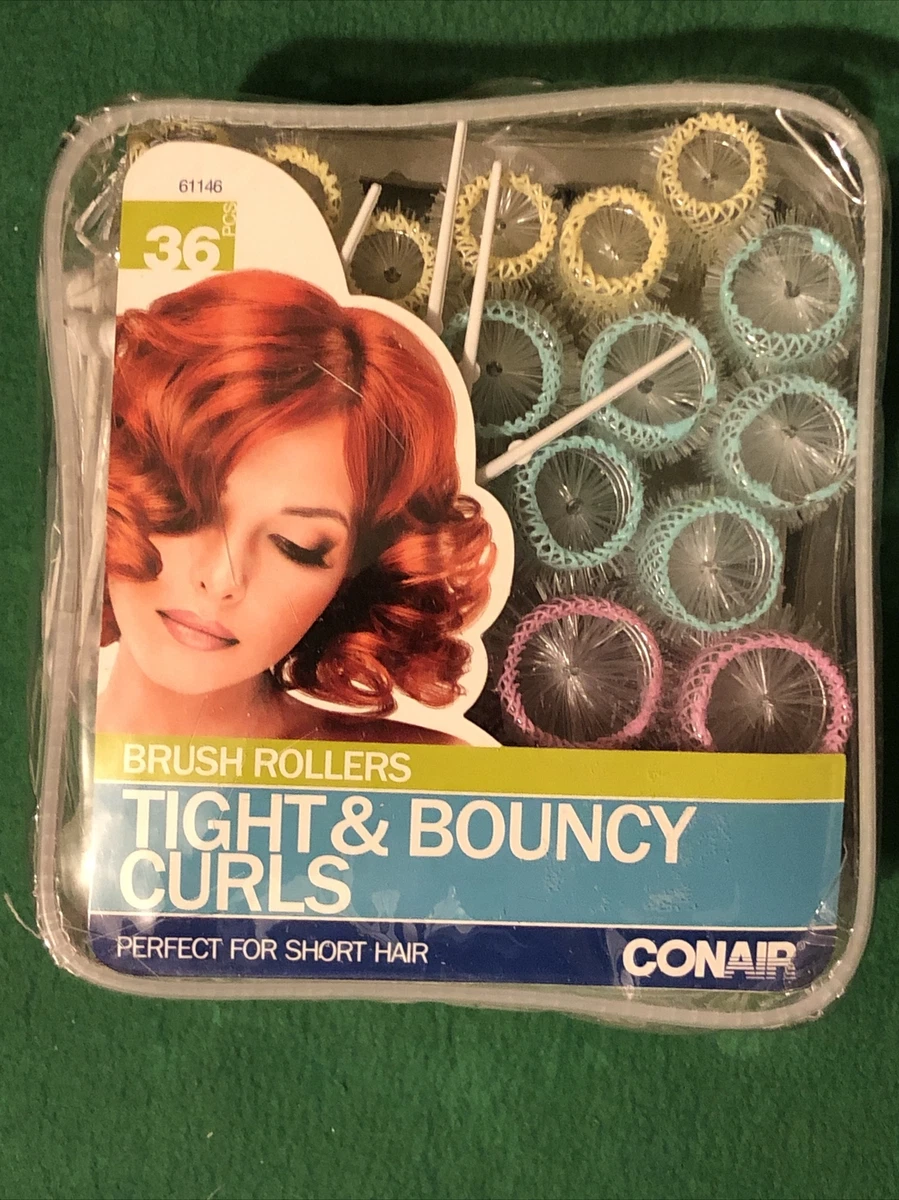 61146
36 PCS
BRUSH ROLLERS
TIGHT & BOUNCY
CURLS
PERFECT FOR SHORT HAIR
CONAIR®